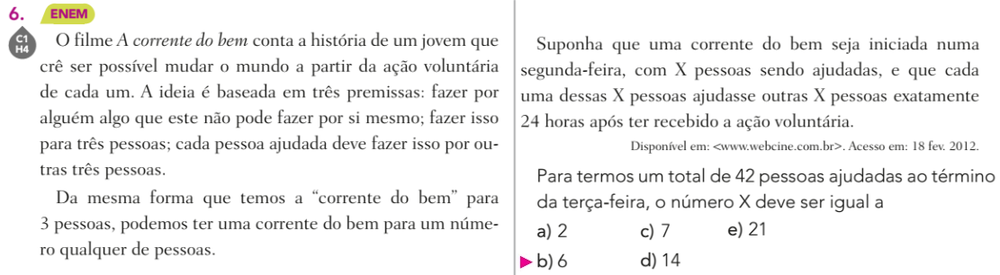 6. ENEM
C1
H4
O filme A corrente do bem conta a história de um jovem que
crê ser possível mudar o mundo a partir da ação voluntária
de cada um. A ideia é baseada em três premissas: fazer por
alguém algo que este não pode fazer por si mesmo; fazer isso
para três pessoas; cada pessoa ajudada deve fazer isso por ou-
tras três pessoas.
Da mesma forma que temos a “corrente do bem” para
3 pessoas, podemos ter uma corrente do bem para um núme-
ro qualquer de pessoas.
Suponha que uma corrente do bem seja iniciada numa
segunda-feira, com X pessoas sendo ajudadas, e que cada
uma dessas X pessoas ajudasse outras X pessoas exatamente
24 horas após ter recebido a ação voluntária.
Disponível em: <www.webcine.com.br>. Acesso em: 18 fev. 2012.
Para termos um total de 42 pessoas ajudadas ao término
da terça-feira, o número X deve ser igual a
a) 2 c) 7 e) 21
b) 6 d) 14